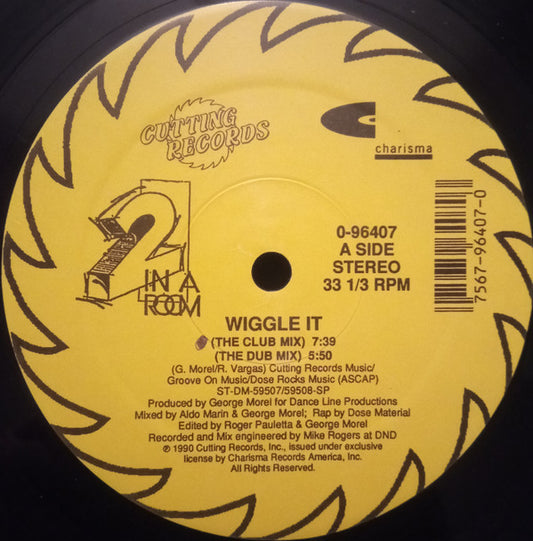 CUTTING
RECORDS
charisma
2
IN A
ROOM
0-96407
A SIDE
STEREO
33 1/3 RPM
7567-96407-0
WIGGLE IT
(THE CLUB MIX) 7:39
(THE DUB MIX) 5:50
(G. Morel/R. Vargas) Cutting Records Music/
Groove On Music/Dose Rocks Music (ASCAP)
ST-DM-59507/59508-SP
Produced by George Morel for Dance Line Productions
Mixed by Aldo Marin & George Morel; Rap by Dose Material
Edited by Roger Pauletta & George Morel
Recorded and Mix engineered by Mike Rogers at DND
℗ 1990 Cutting Records, Inc., issued under exclusive
license by Charisma Records America, Inc.
All Rights Reserved.